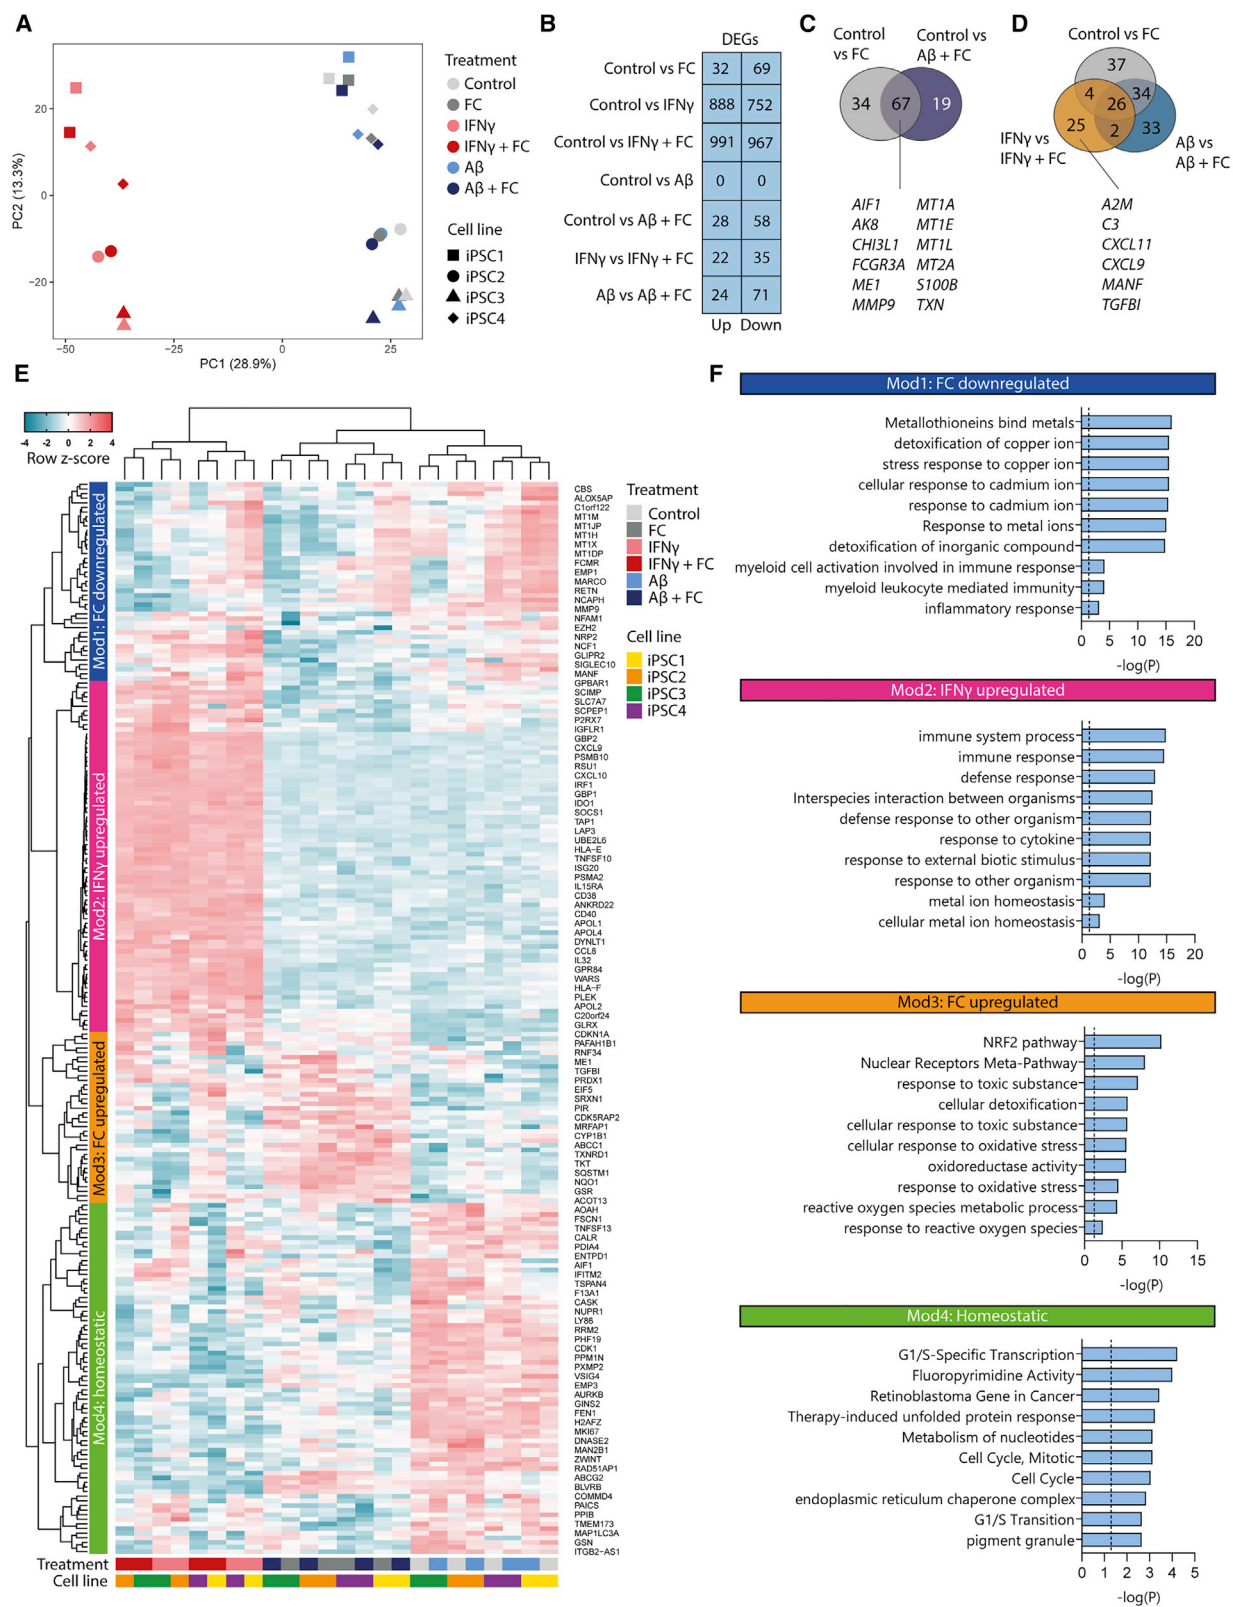 A
PC2 (13.3%)
20
0
−20
−50
−25
0
25
PC1 (28.9%)
Treatment
Control
FC
IFNγ
IFNγ + FC
Aβ
Aβ + FC
Cell line
iPSC1
iPSC2
iPSC3
iPSC4
B
DEGs
Control vs FC 32 69
Control vs IFNγ 888 752
Control vs IFNγ + FC 991 967
Control vs Aβ 0 0
Control vs Aβ + FC 28 58
IFNγ vs IFNγ + FC 22 35
Aβ vs Aβ + FC 24 71
Up Down
C
Control
vs FC
Control vs
Aβ + FC
34 67 19
AIF1 MT1A
AK8 MT1E
CHI3L1 MT1L
FCGR3A MT2A
ME1 S100B
MMP9 TXN
D
Control vs FC
37
4 34
26
25 2 33
IFNγ vs
IFNγ + FC
Aβ vs
Aβ + FC
A2M
C3
CXCL11
CXCL9
MANF
TGFBI
E
-4 -2 0 2 4
Row z-score
Mod1: FC downregulated
Mod2: IFNγ upregulated
Mod3: FC upregulated
Mod4: homeostatic
CBS
ALOX5AP
C1orf122
MT1M
MT1JP
MT1H
MT1X
MT1DP
FCMR
EMP1
MARCO
RETN
NCAPH
MMP9
NFAM1
EZH2
NRP2
NCF1
GLIPR2
SIGLEC10
MANF
GPBAR1
SCIMP
SLC7A7
SCPEP1
P2RX7
IGFLR1
GBP2
CXCL9
PSMB10
RSU1
CXCL10
IRF1
GBP1
IDO1
SOCS1
TAP1
LAP3
UBE2L6
HLA−E
TNFSF10
ISG20
PSMA2
IL15RA
CD38
ANKRD22
CD40
APOL1
APOL4
DYNLT1
CCL8
IL32
GPR84
WARS
HLA−F
PLEK
APOL2
C20orf24
GLRX
CDKN1A
PAFAH1B1
RNF34
ME1
TGFBI
PRDX1
EIF5
SRXN1
PIR
CDK5RAP2
MRFAP1
CYP1B1
ABCC1
TXNRD1
TKT
SQSTM1
NQO1
GSR
ACOT13
AOAH
FSCN1
TNFSF13
CALR
PDIA4
ENTPD1
AIF1
IFITM2
TSPAN4
F13A1
CASK
NUPR1
LY86
RRM2
PHF19
CDK1
PPM1N
PXMP2
VSIG4
EMP3
AURKB
GINS2
FEN1
H2AFZ
MKI67
DNASE2
MAN2B1
ZWINT
RAD51AP1
ABCG2
BLVRB
COMMD4
PAICS
PPIB
TMEM173
MAP1LC3A
GSN
ITGB2−AS1
Treatment
Cell line
Treatment
Control
FC
IFNγ
IFNγ + FC
Aβ
Aβ + FC
Cell line
iPSC1
iPSC2
iPSC3
iPSC4
F
Mod1: FC downregulated
Metallothioneins bind metals
detoxification of copper ion
stress response to copper ion
cellular response to cadmium ion
response to cadmium ion
Response to metal ions
detoxification of inorganic compound
myeloid cell activation involved in immune response
myeloid leukocyte mediated immunity
inflammatory response
0 5 10 15 20
-log(P)
Mod2: IFNγ upregulated
immune system process
immune response
defense response
Interspecies interaction between organisms
defense response to other organism
response to cytokine
response to external biotic stimulus
response to other organism
metal ion homeostasis
cellular metal ion homeostasis
0 5 10 15 20
-log(P)
Mod3: FC upregulated
NRF2 pathway
Nuclear Receptors Meta-Pathway
response to toxic substance
cellular detoxification
cellular response to toxic substance
cellular response to oxidative stress
oxidoreductase activity
response to oxidative stress
reactive oxygen species metabolic process
response to reactive oxygen species
0 5 10 15
-log(P)
Mod4: Homeostatic
G1/S-Specific Transcription
Fluoropyrimidine Activity
Retinoblastoma Gene in Cancer
Therapy-induced unfolded protein response
Metabolism of nucleotides
Cell Cycle, Mitotic
Cell Cycle
endoplasmic reticulum chaperone complex
G1/S Transition
pigment granule
0 1 2 3 4 5
-log(P)